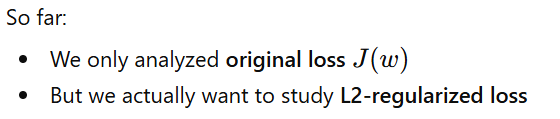 So far:
• We only analyzed original loss J(w)
• But we actually want to study L2-regularized loss